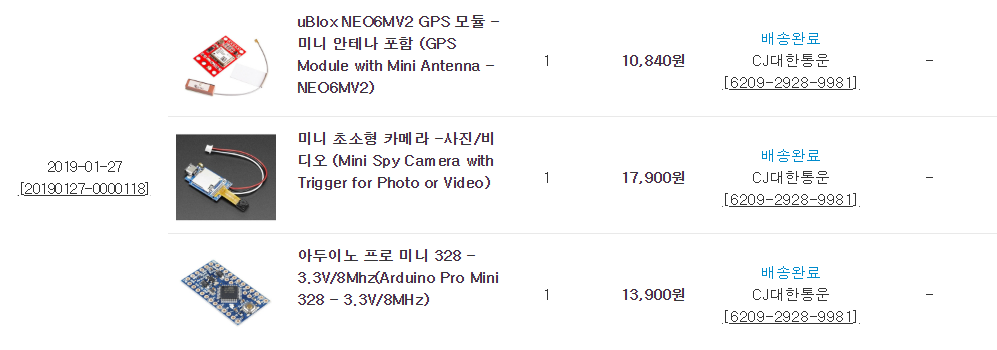 uBlox NEO6MV2 GPS 모듈 -
미니 안테나 포함 (GPS
Module with Mini Antenna -
NEO6MV2)
1
10,840원
배송완료
CJ대한통운
[6209-2928-9981]
-
2019-01-27
[20190127-0000118]
미니 초소형 카메라 -사진/비
디오 (Mini Spy Camera with
Trigger for Photo or Video)
1
17,900원
배송완료
CJ대한통운
[6209-2928-9981]
-
아두이노 프로 미니 328 -
3.3V/8Mhz(Arduino Pro Mini
328 - 3.3V/8MHz)
1
13,900원
배송완료
CJ대한통운
[6209-2928-9981]
-